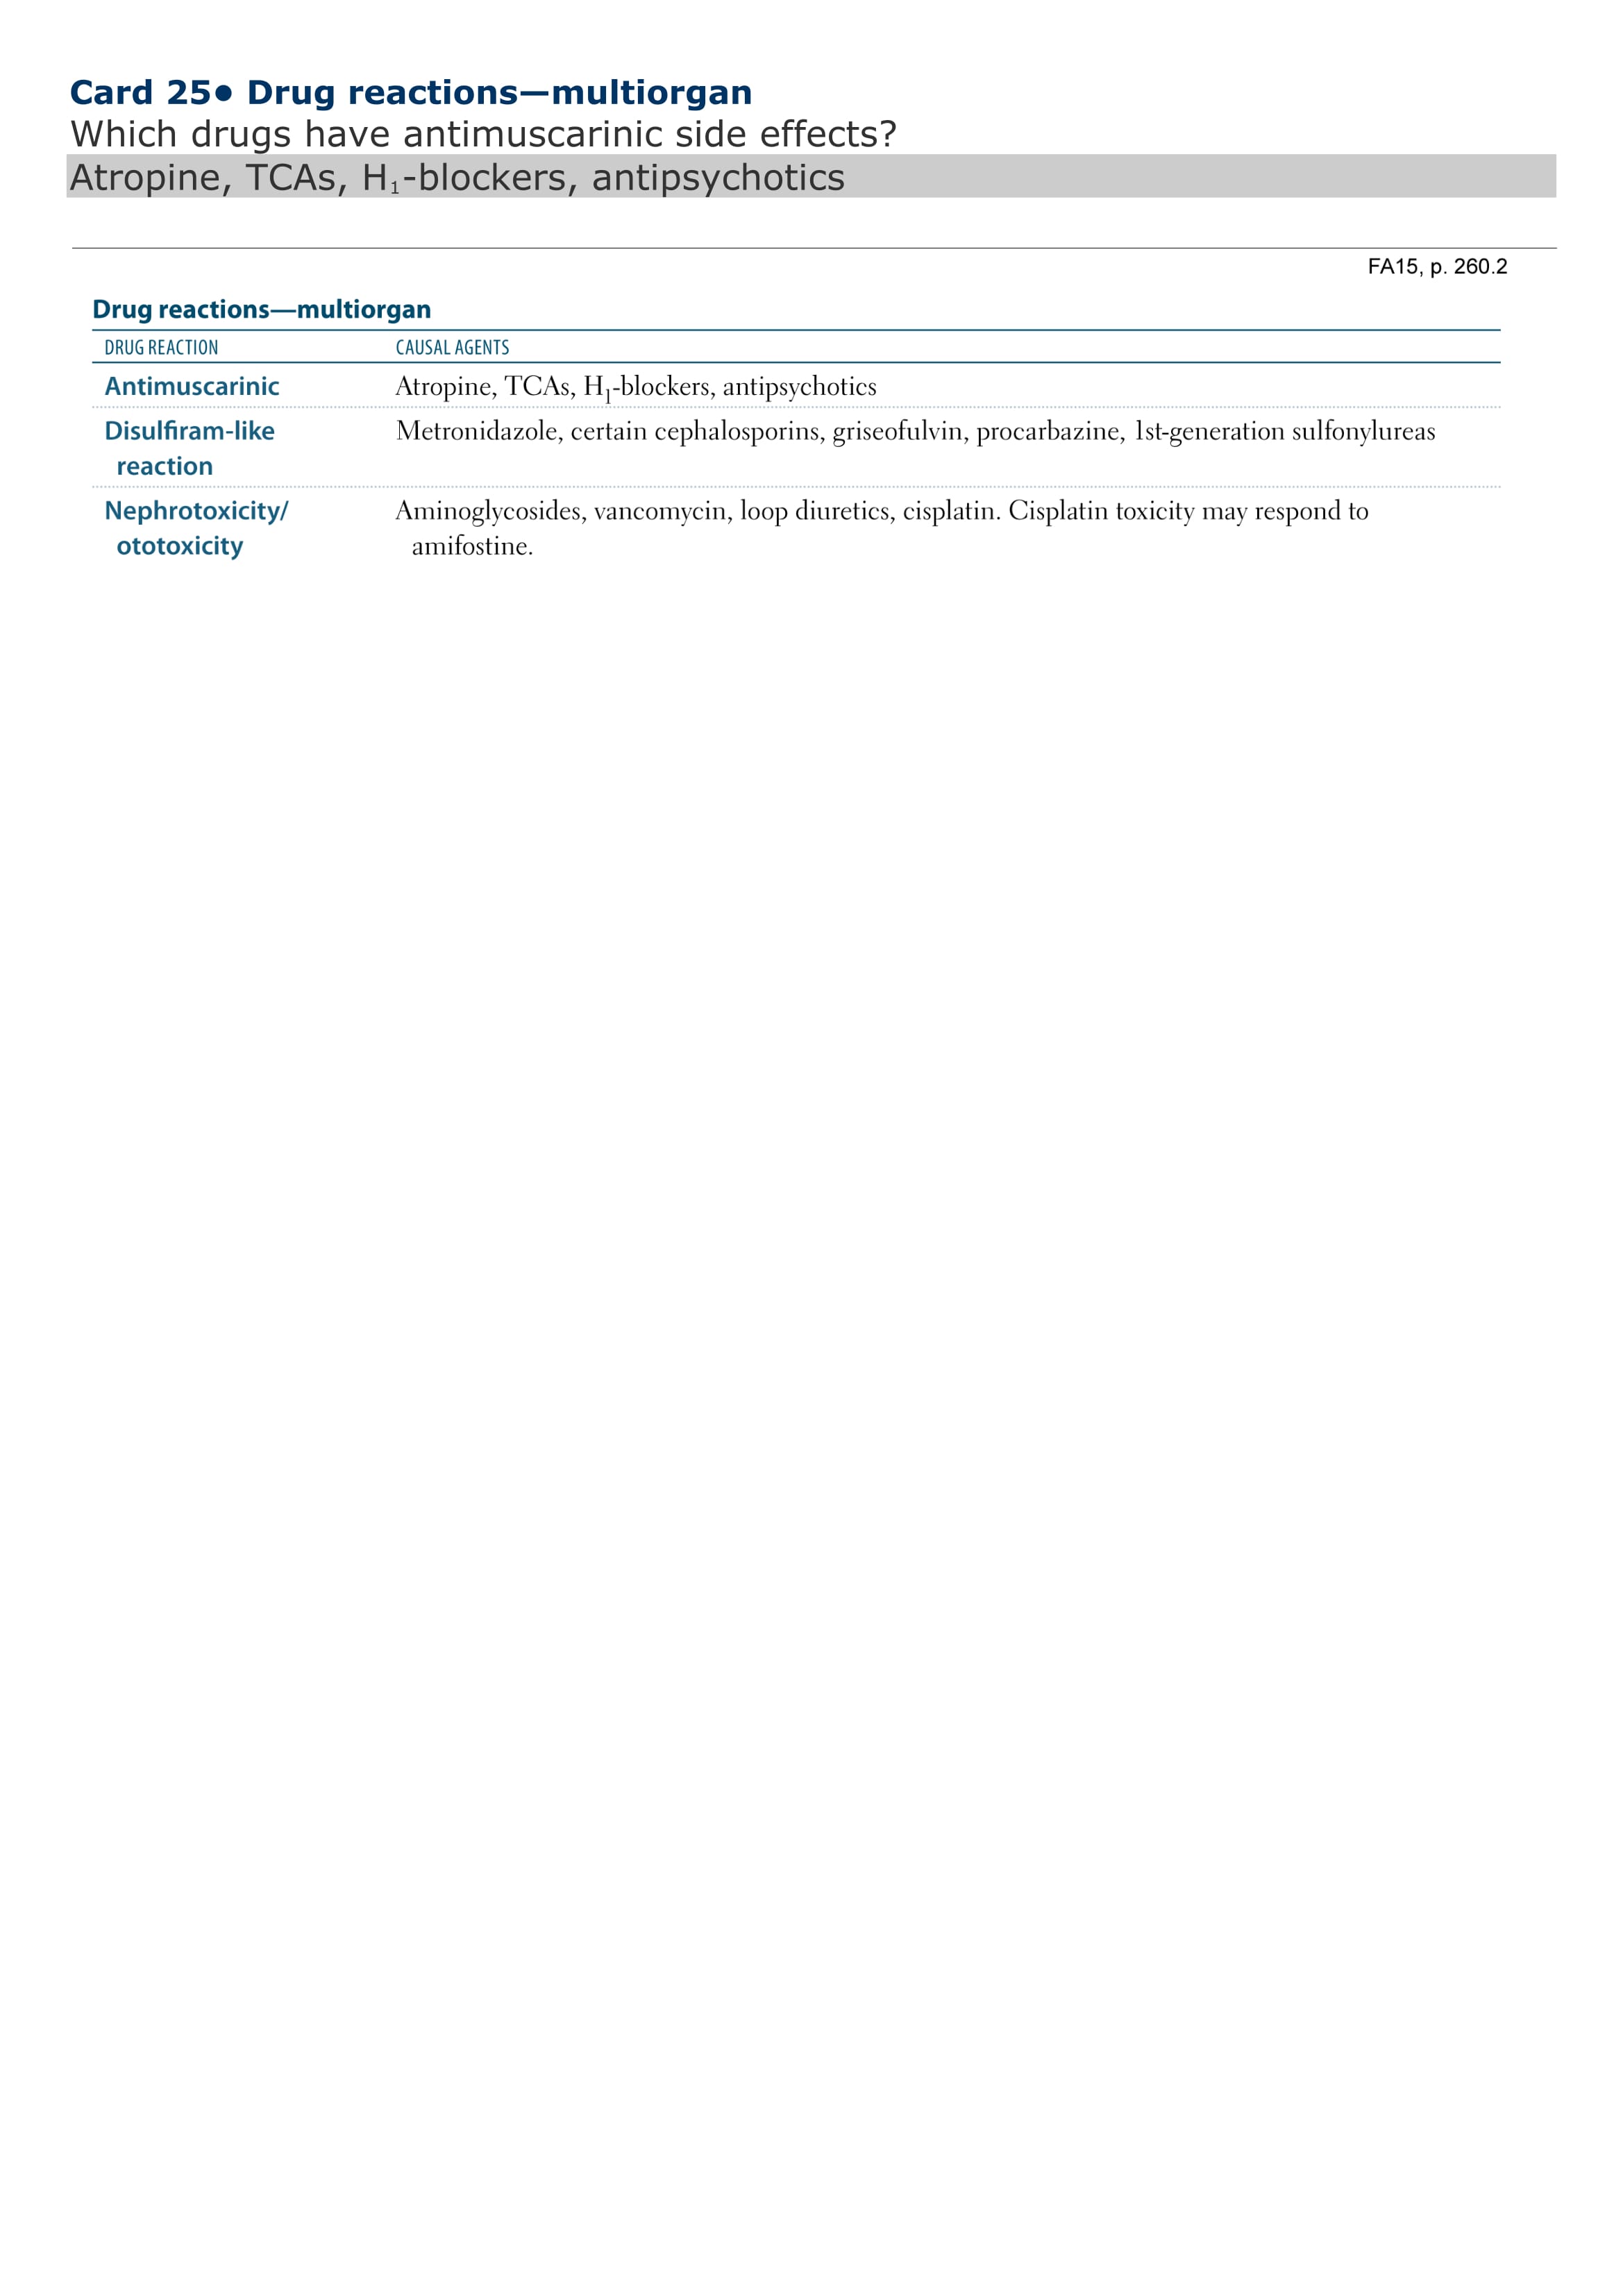 Card 25● Drug reactions—multiorgan
Which drugs have antimuscarinic side effects?
Atropine, TCAs, H₁-blockers, antipsychotics
FA15, p. 260.2
Drug reactions—multiorgan
DRUG REACTION CAUSAL AGENTS
Antimuscarinic Atropine, TCAs, H₁-blockers, antipsychotics
Disulfiram-like Metronidazole, certain cephalosporins, griseofulvin, procarbazine, 1st-generation sulfonylureas
reaction
Nephrotoxicity/ Aminoglycosides, vancomycin, loop diuretics, cisplatin. Cisplatin toxicity may respond to
ototoxicity amifostine.